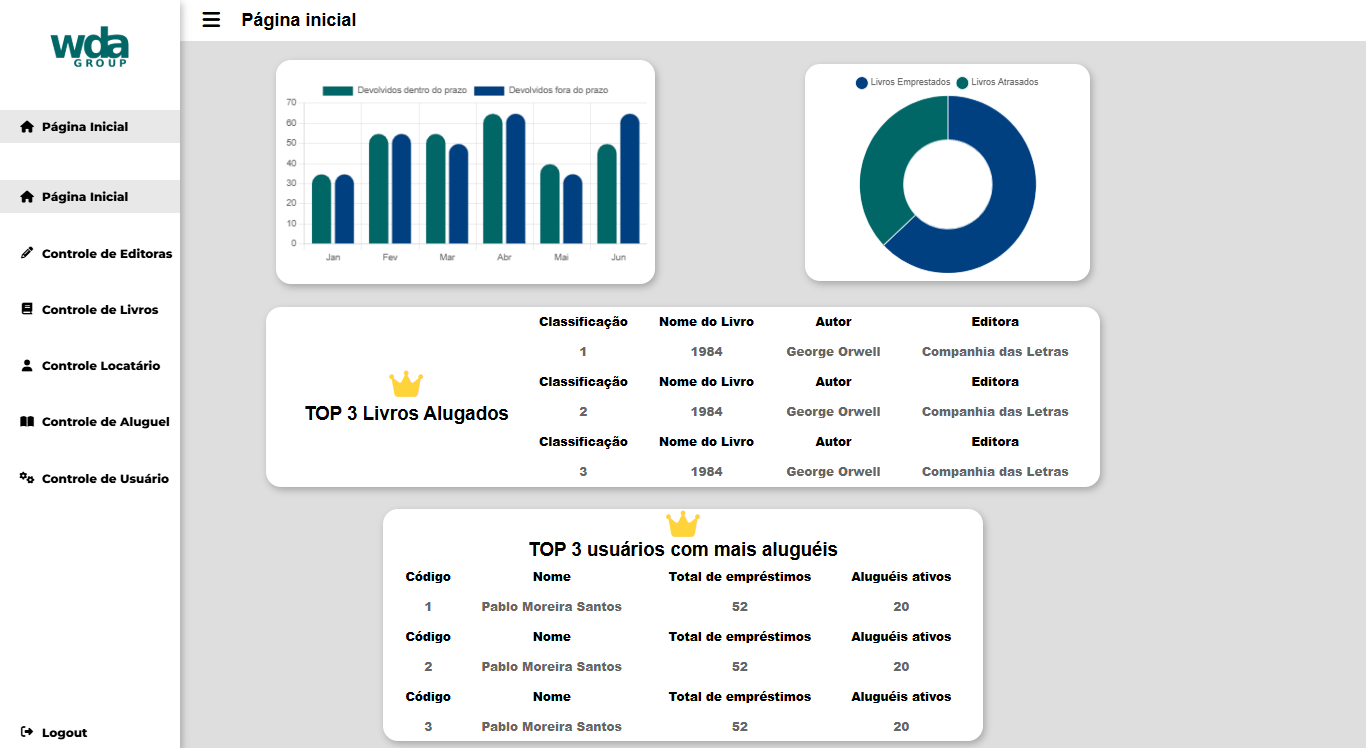 wda
GROUP
Página Inicial
Página Inicial
Controle de Editoras
Controle de Livros
Controle Locatário
Controle de Aluguel
Controle de Usuário
Logout
Página inicial
Devolvidos dentro do prazo Devolvidos fora do prazo
70
60
50
40
30
20
10
0
Jan Fev Mar Abr Mai Jun
Livros Emprestados Livros Atrasados
TOP 3 Livros Alugados
Classificação Nome do Livro Autor Editora
1 1984 George Orwell Companhia das Letras
Classificação Nome do Livro Autor Editora
2 1984 George Orwell Companhia das Letras
Classificação Nome do Livro Autor Editora
3 1984 George Orwell Companhia das Letras
TOP 3 usuários com mais aluguéis
Código Nome Total de empréstimos Aluguéis ativos
1 Pablo Moreira Santos 52 20
Código Nome Total de empréstimos Aluguéis ativos
2 Pablo Moreira Santos 52 20
Código Nome Total de empréstimos Aluguéis ativos
3 Pablo Moreira Santos 52 20